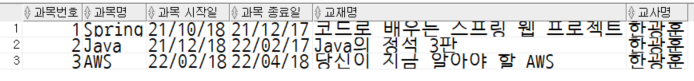 과목번호 과목명 과목 시작일 과목 종료일 교재명 교사명
1 1 Spring 21/10/18 21/12/17 코드로 배우는 스프링 웹 프로젝트 한광훈
2 2 Java 21/12/18 22/02/17 Java의 정석 3판 한광훈
3 3 AWS 22/02/18 22/04/18 당신이 지금 알아야 할 AWS 한광훈